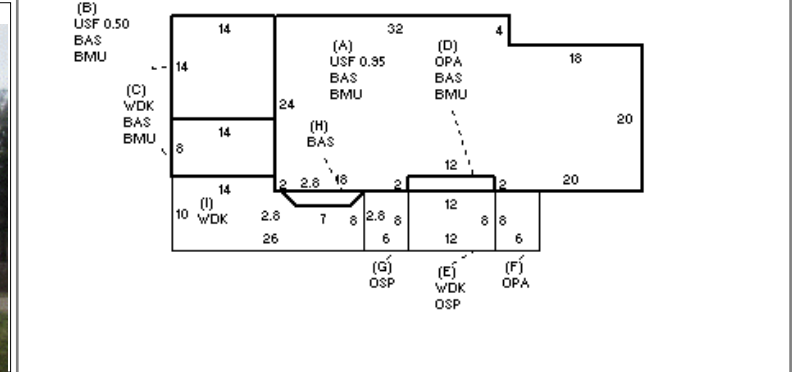 (B)
USF 0.50
BAS
BMU
14
14
(C)
WDK
BAS
BMU
14
8
32
4
(A)
USF 0.95
BAS
BMU
(D)
OPA
BAS
BMU
18
20
24
(H)
BAS
12
2
2.8
18
2
2
20
14
10
(I)
WDK
2.8
7
8
26
2.8
8
6
12
8
12
8
6
(G)
OSP
(E)
WDK
OSP
(F)
OPA